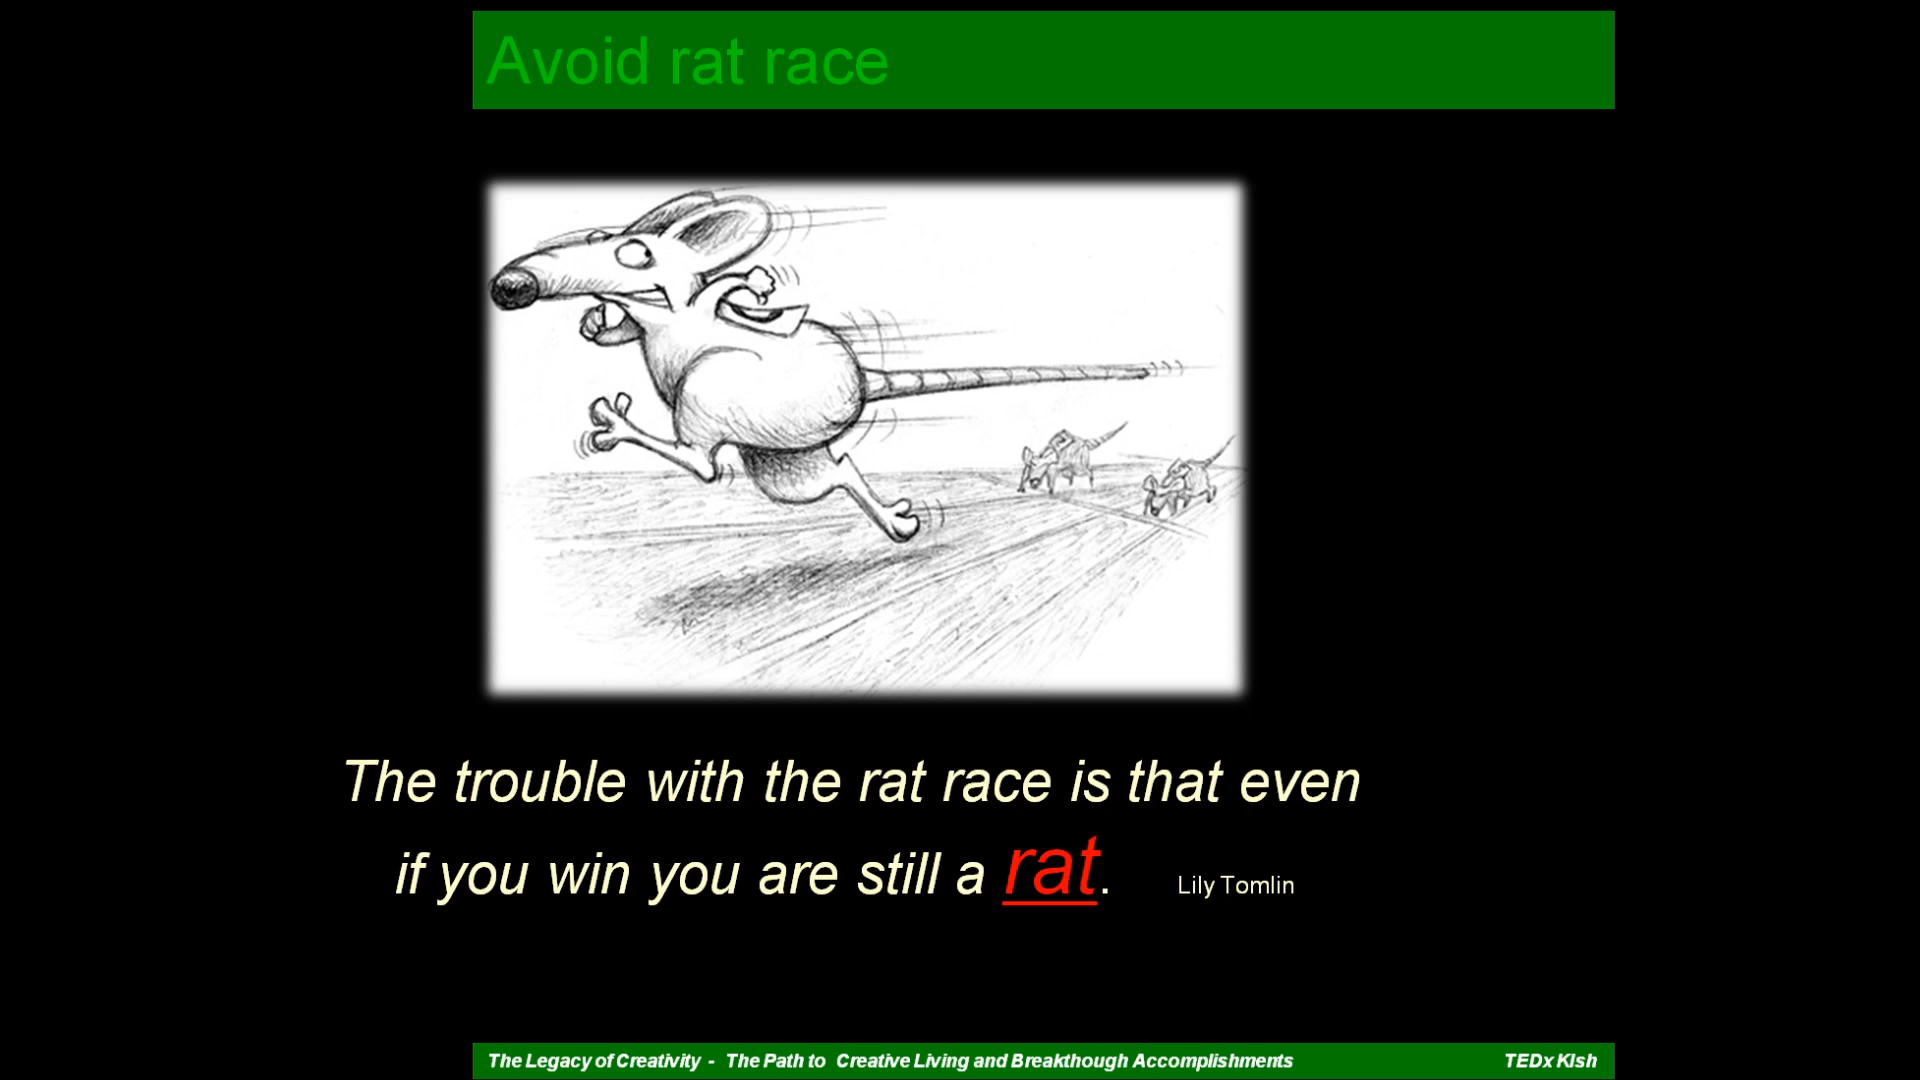 Avoid rat race
The trouble with the rat race is that even
if you win you are still a rat. Lily Tomlin
The Legacy of Creativity - The Path to Creative Living and Breakthough Accomplishments TEDx KIsh